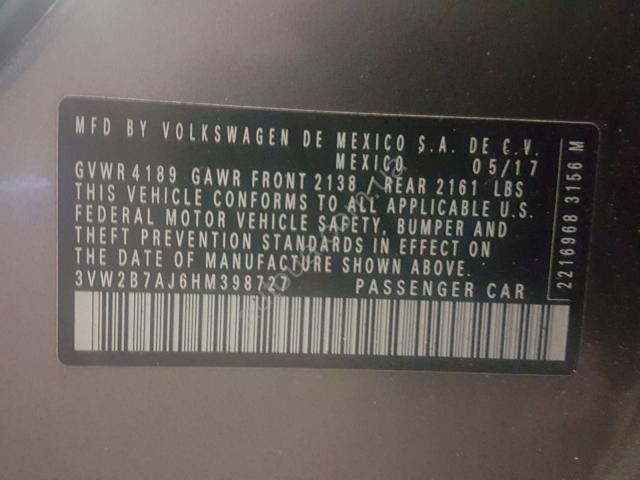 MFD BY VOLKSWAGEN DE MEXICO S.A. DE C.V.
MEXICO 05/17
GVWR 4189 GAWR FRONT 2138 REAR 2161 LBS
THIS VEHICLE CONFORMS TO ALL APPLICABLE U.S.
FEDERAL MOTOR VEHICLE SAFETY, BUMPER AND
THEFT PREVENTION STANDARDS IN EFFECT ON
THE DATE OF MANUFACTURE SHOWN ABOVE.
3VW2B7AJ6HM398727 PASSENGER CAR
2216968 3156 M